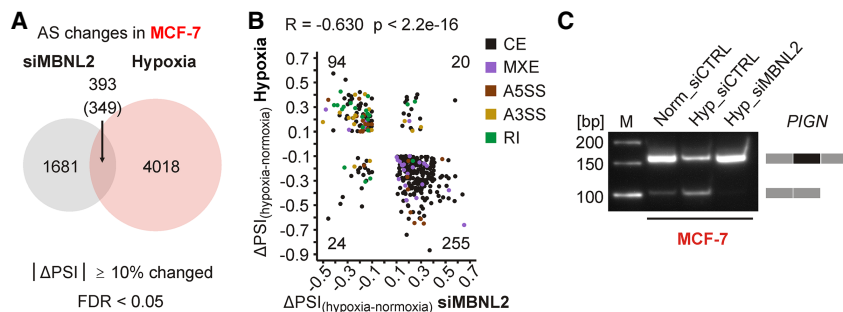 A
AS changes in MCF-7
siMBNL2 Hypoxia
393
(349)
1681
4018
|ΔPSI| ≥ 10% changed
FDR < 0.05
B
R = -0.630 p < 2.2e-16
ΔPSI(hypoxia-normoxia) Hypoxia
0.7
0.5
0.3
0.1
-0.1
-0.3
-0.5
-0.7
-0.9
94
20
24
255
-0.5
-0.3
-0.1
0.1
0.3
0.5
0.7
ΔPSI(hypoxia-normoxia) siMBNL2
CE
MXE
A5SS
A3SS
RI
C
Norm_siCTRL
Hyp_siCTRL
Hyp_siMBNL2
[bp] M
PIGN
200
150
100
MCF-7